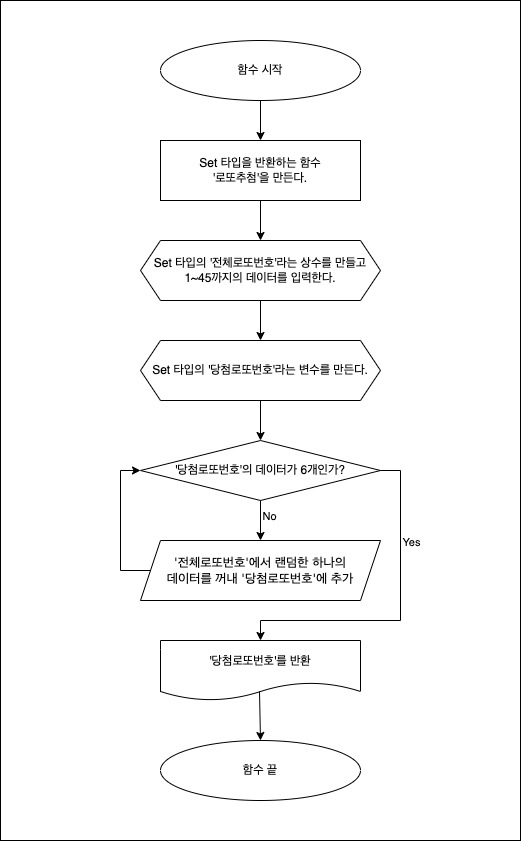 함수 시작
Set 타입을 반환하는 함수
'로또추첨'을 만든다.
Set 타입의 '전체로또번호'라는 상수를 만들고
1~45까지의 데이터를 입력한다.
Set 타입의 '당첨로또번호'라는 변수를 만든다.
'당첨로또번호'의 데이터가 6개인가?
No
Yes
'전체로또번호'에서 랜덤한 하나의
데이터를 꺼내 '당첨로또번호'에 추가
'당첨로또번호'를 반환
함수 끝